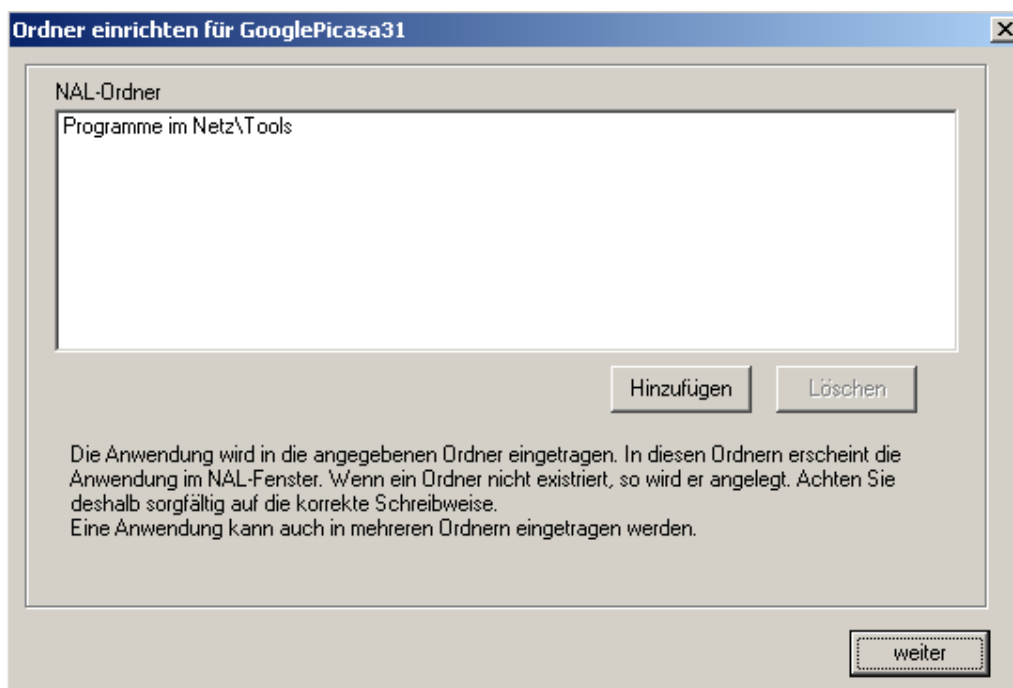 Ordner einrichten für GooglePicasa31
NAL-Ordner
Programme im Netz\Tools
Hinzufügen
Löschen
Die Anwendung wird in die angegebenen Ordner eingetragen. In diesen Ordnern erscheint die
Anwendung im NAL-Fenster. Wenn ein Ordner nicht existiert, so wird er angelegt. Achten Sie
deshalb sorgfältig auf die korrekte Schreibweise.
Eine Anwendung kann auch in mehreren Ordnern eingetragen werden.
weiter